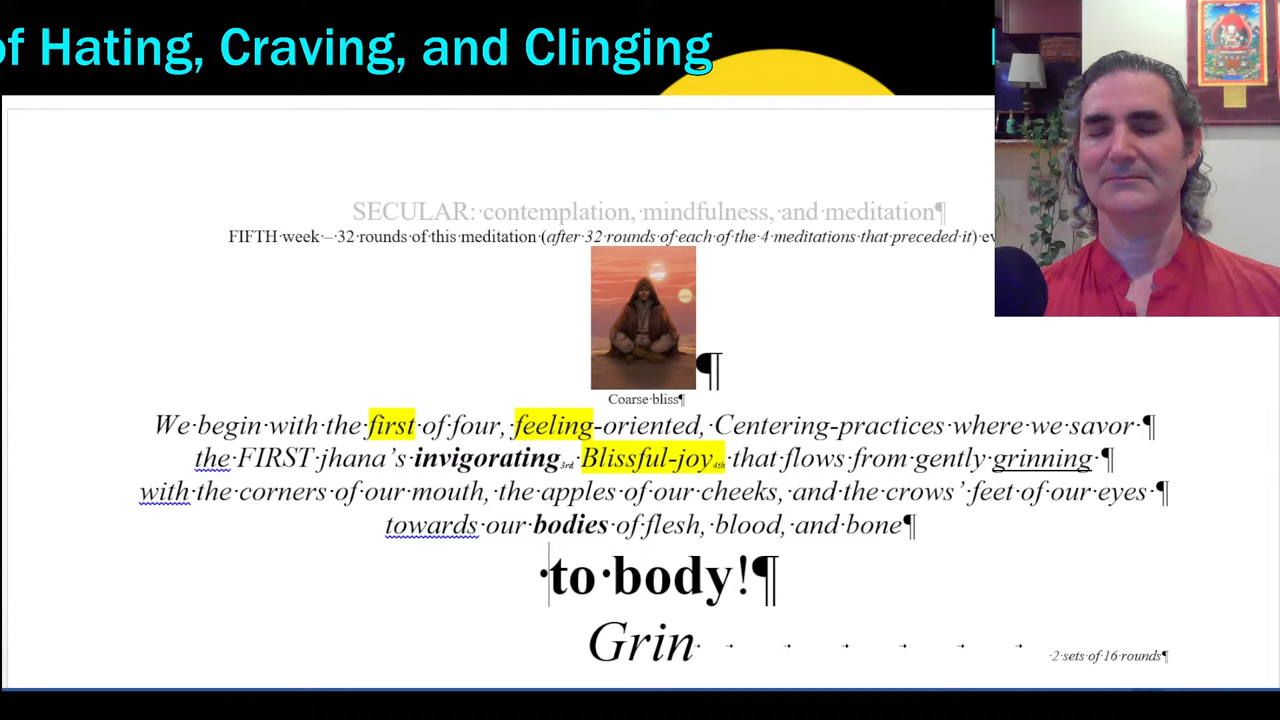 of Hating, Craving, and Clinging
SECULAR: contemplation, mindfulness, and meditation¶
FIFTH week – 32 rounds of this meditation (after 32 rounds of each of the 4 meditations that preceded it)
¶
Coarse bliss¶
We begin with the first of four, feeling-oriented, Centering-practices where we savor ¶
the FIRST jhana’s invigorating 3rd Blissful-joy 4th that flows from gently grinning ¶
with the corners of our mouth, the apples of our cheeks, and the crows’ feet of our eyes ¶
towards our bodies of flesh, blood, and bone¶
to body!¶
Grin → → → → → → 2 sets of 16 rounds¶